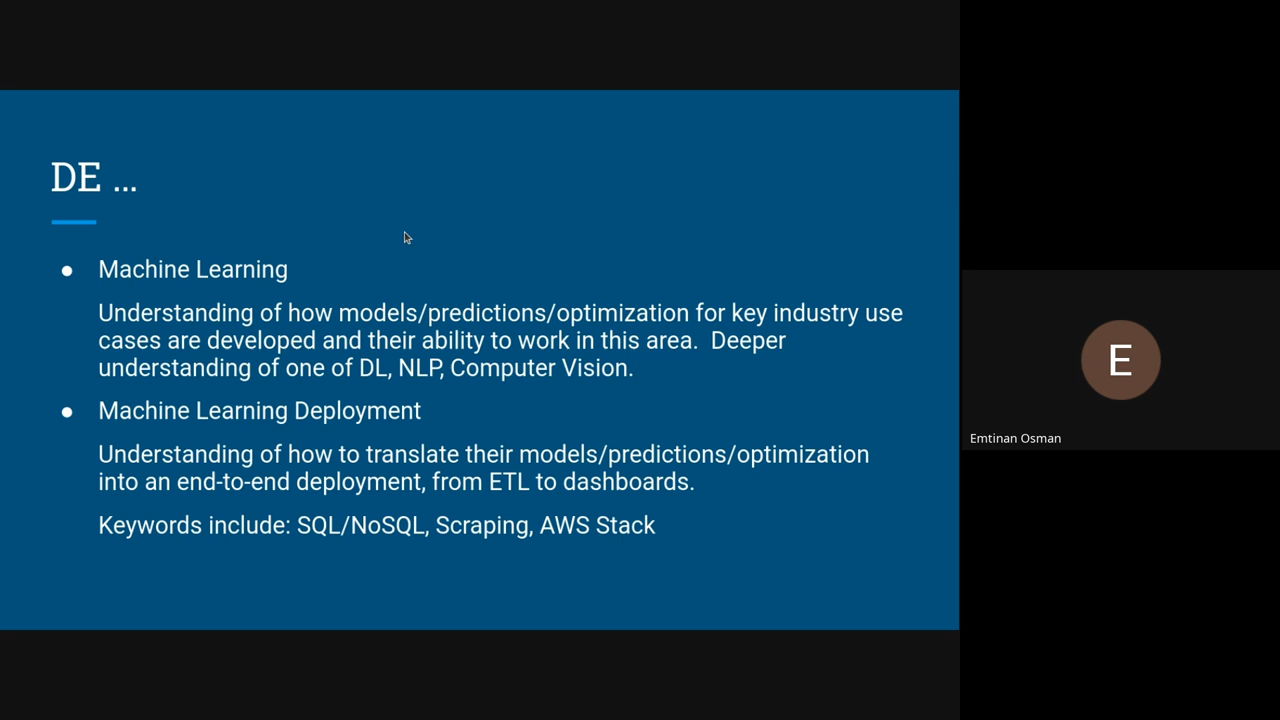 DE ...
● Machine Learning
Understanding of how models/predictions/optimization for key industry use
cases are developed and their ability to work in this area.  Deeper
understanding of one of DL, NLP, Computer Vision.
● Machine Learning Deployment
Understanding of how to translate their models/predictions/optimization
into an end-to-end deployment, from ETL to dashboards.
Keywords include: SQL/NoSQL, Scraping, AWS Stack
E
Emtinan Osman